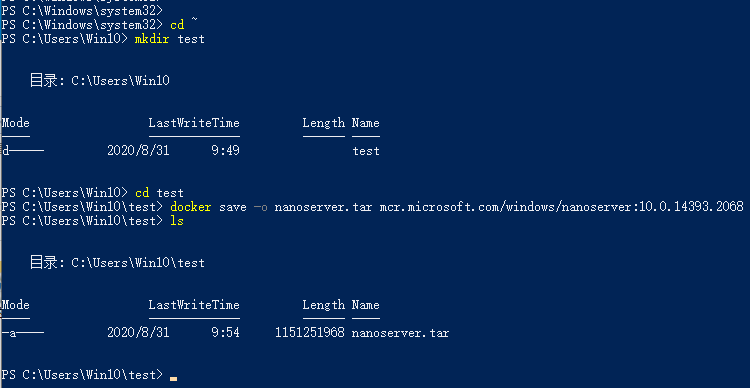 PS C:\Windows\system32>
PS C:\Windows\system32> cd ~
PS C:\Users\Win10> mkdir test
目录: C:\Users\Win10
Mode LastWriteTime Length Name
---- ------------- ------ ----
d----- 2020/8/31 9:49 test
PS C:\Users\Win10> cd test
PS C:\Users\Win10\test> docker save -o nanoserver.tar mcr.microsoft.com/windows/nanoserver:10.0.14393.2068
PS C:\Users\Win10\test> ls
目录: C:\Users\Win10\test
Mode LastWriteTime Length Name
---- ------------- ------ ----
-a---- 2020/8/31 9:54 1151251968 nanoserver.tar
PS C:\Users\Win10\test>